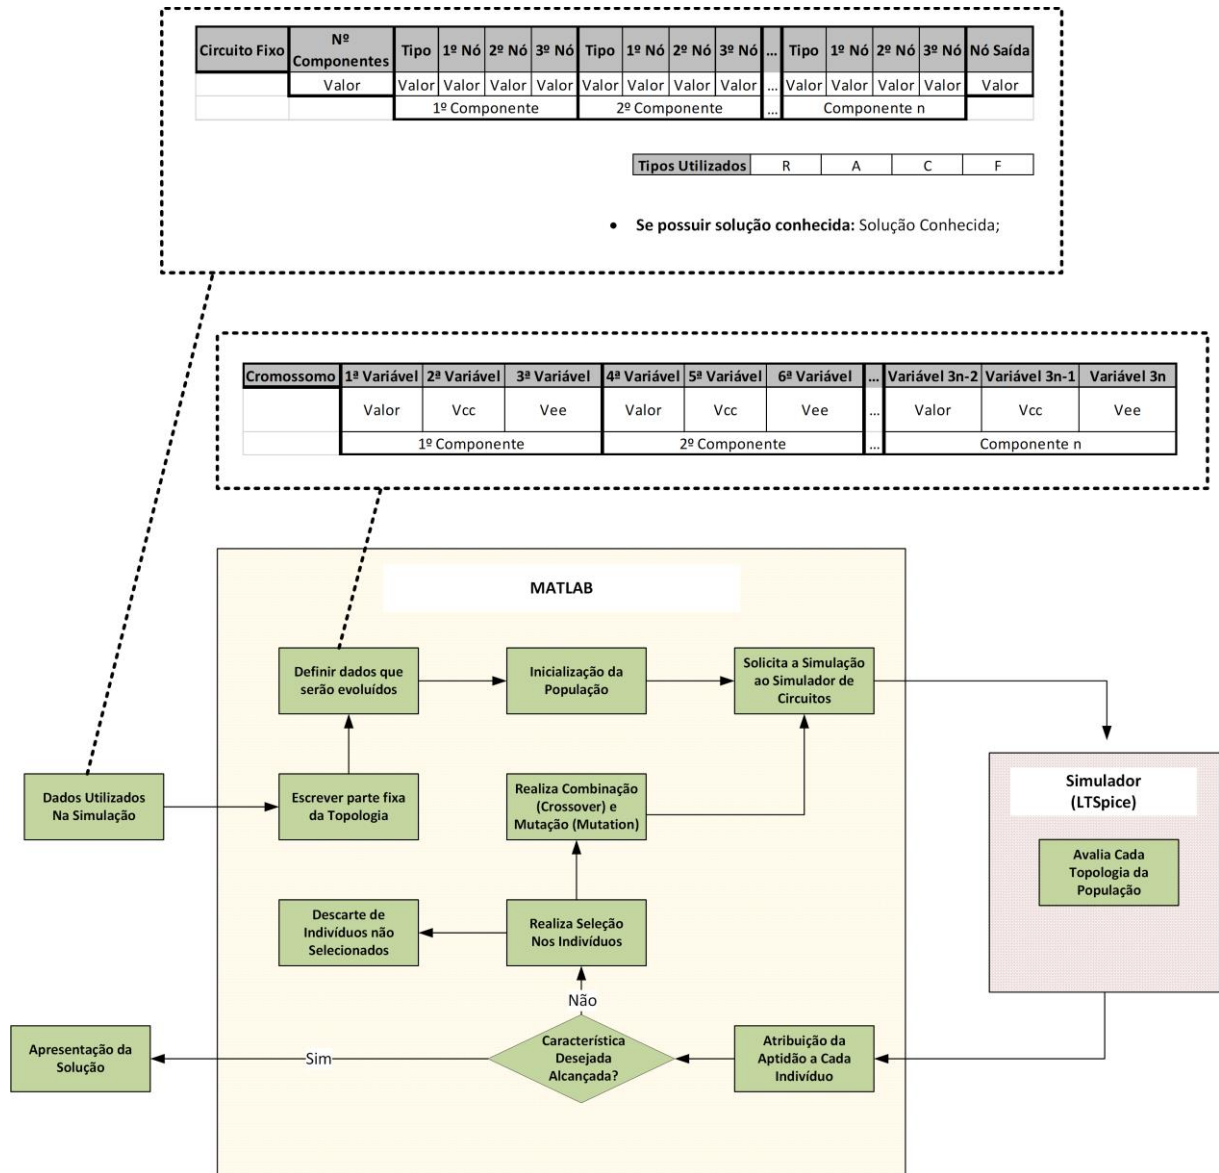 Circuito Fixo Nº Componentes Tipo 1º Nó 2º Nó 3º Nó Tipo 1º Nó 2º Nó 3º Nó ... Tipo 1º Nó 2º Nó 3º Nó Nó Saída
Valor Valor Valor Valor Valor Valor Valor Valor Valor ... Valor Valor Valor Valor Valor
1º Componente 2º Componente ... Componente n
Tipos Utilizados R A C F
• Se possuir solução conhecida: Solução Conhecida;
Cromossomo 1ª Variável 2ª Variável 3ª Variável 4ª Variável 5ª Variável 6ª Variável ... Variável 3n-2 Variável 3n-1 Variável 3n
Valor Vcc Vee Valor Vcc Vee ... Valor Vcc Vee
1º Componente 2º Componente ... Componente n
MATLAB
Definir dados que
serão evoluídos
Inicialização da
População
Solicita a Simulação
ao Simulador de
Circuitos
Dados Utilizados
Na Simulação
Escrever parte fixa
da Topologia
Realiza Combinação
(Crossover) e
Mutação (Mutation)
Simulador
(LTSpice)
Avalia Cada
Topologia da
População
Descarte de
Indivíduos não
Selecionados
Realiza Seleção
Nos Indivíduos
Não
Apresentação da
Solução
Sim
Característica
Desejada
Alcançada?
Atribuição da
Aptidão a Cada
Indivíduo